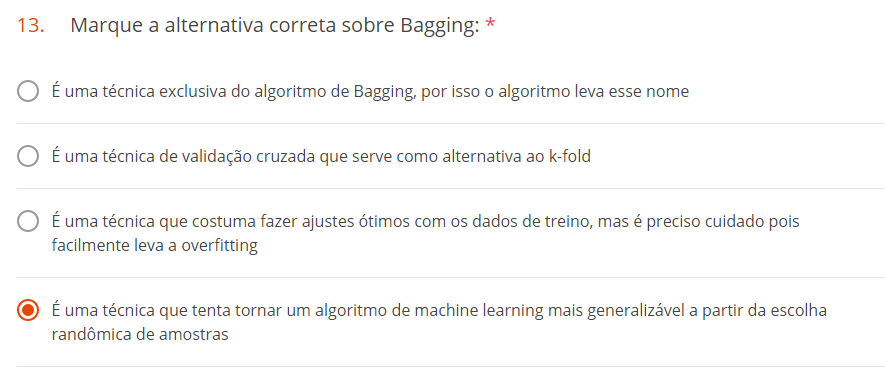 13. Marque a alternativa correta sobre Bagging: *
É uma técnica exclusiva do algoritmo de Bagging, por isso o algoritmo leva esse nome
É uma técnica de validação cruzada que serve como alternativa ao k-fold
É uma técnica que costuma fazer ajustes ótimos com os dados de treino, mas é preciso cuidado pois
facilmente leva a overfitting
É uma técnica que tenta tornar um algoritmo de machine learning mais generalizável a partir da escolha
randômica de amostras